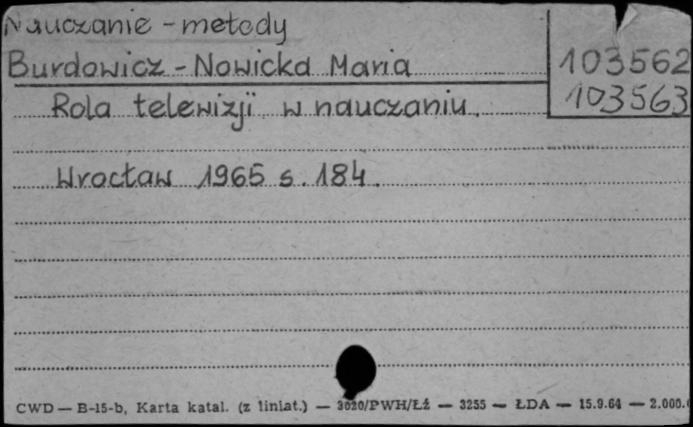 Nauczanie - metody
Burdowicz - Nowicka Maria
103562
103563
Rola telewizji w nauczaniu.
Wrocław 1965 s. 184.
CWD — B-15-b, Karta katal. (z liniat.) — 3020/PWH/Łź — 3255 — ŁDA — 15.9.64 — 2.000.